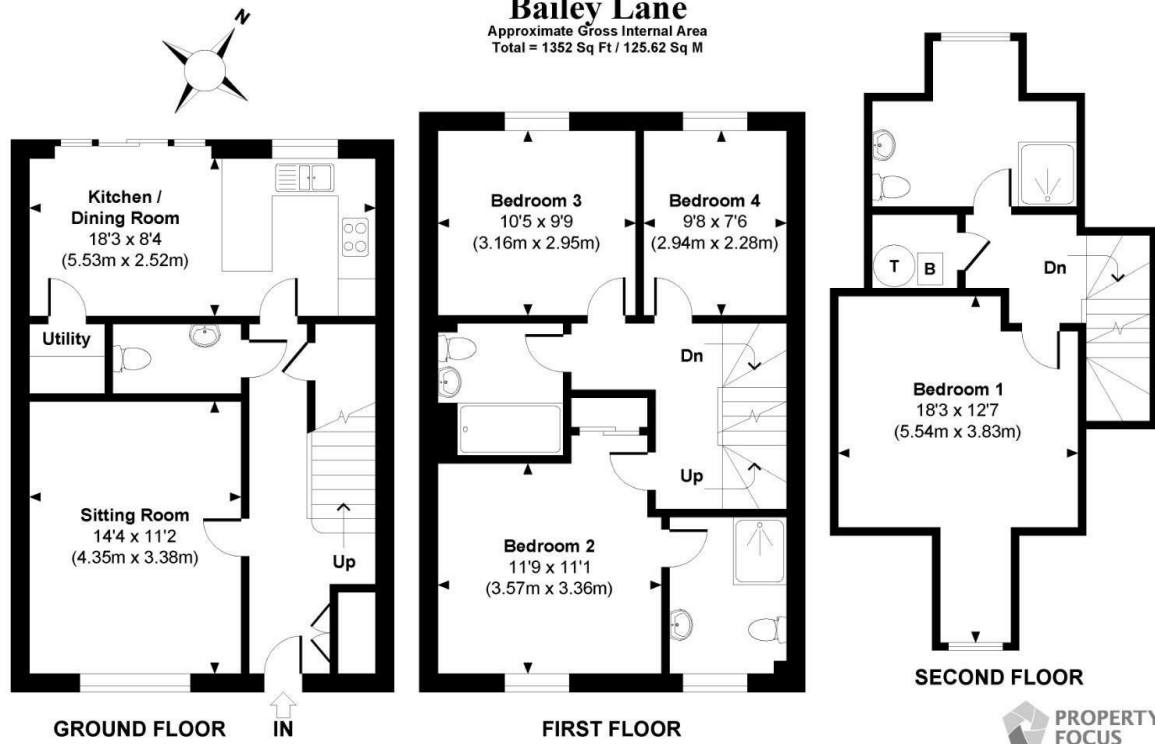 Bailey Lane
Approximate Gross Internal Area
Total = 1352 Sq Ft / 125.62 Sq M
N
Kitchen /
Dining Room
18'3 x 8'4
(5.53m x 2.52m)
Utility
Sitting Room
14'4 x 11'2
(4.35m x 3.38m)
Up
GROUND FLOOR
IN
Bedroom 3
10'5 x 9'9
(3.16m x 2.95m)
Bedroom 4
9'8 x 7'6
(2.94m x 2.28m)
Dn
Up
Bedroom 2
11'9 x 11'1
(3.57m x 3.36m)
FIRST FLOOR
T
B
Dn
Bedroom 1
18'3 x 12'7
(5.54m x 3.83m)
SECOND FLOOR
PROPERTY
FOCUS